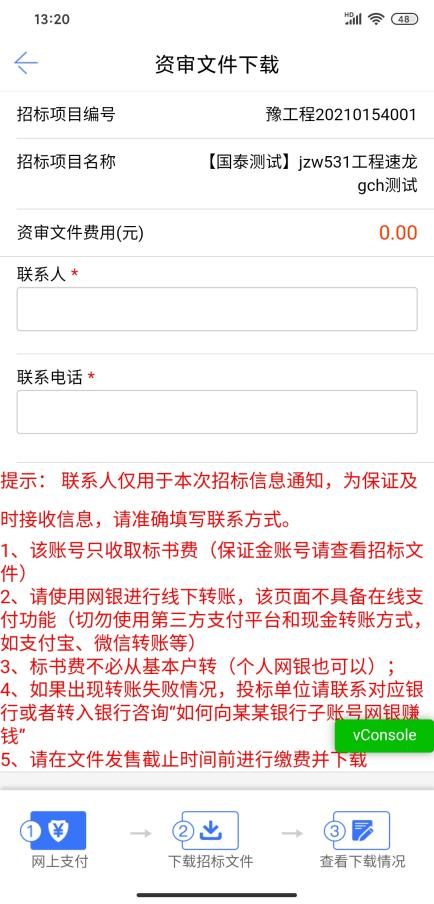 13:20
HD
48
资审文件下载
招标项目编号
豫工程20210154001
招标项目名称
【国泰测试】jzw531工程速龙
gch测试
资审文件费用(元)
0.00
联系人 *
联系电话 *
提示： 联系人仅用于本次招标信息通知，为保证及
时接收信息，请准确填写联系方式。
1、该账号只收取标书费（保证金账号请查看招标文
件）
2、请使用网银进行线下转账，该页面不具备在线支
付功能（切勿使用第三方支付平台和现金转账方式，
如支付宝、微信转账等）
3、标书费不必从基本户转（个人网银也可以）；
4、如果出现转账失败情况，投标单位请联系对应银
行或者转入银行咨询“如何向某某银行子账号网银赚
钱”
vConsole
5、请在文件发售截止时间前进行缴费并下载
1
2
3
网上支付
下载招标文件
查看下载情况